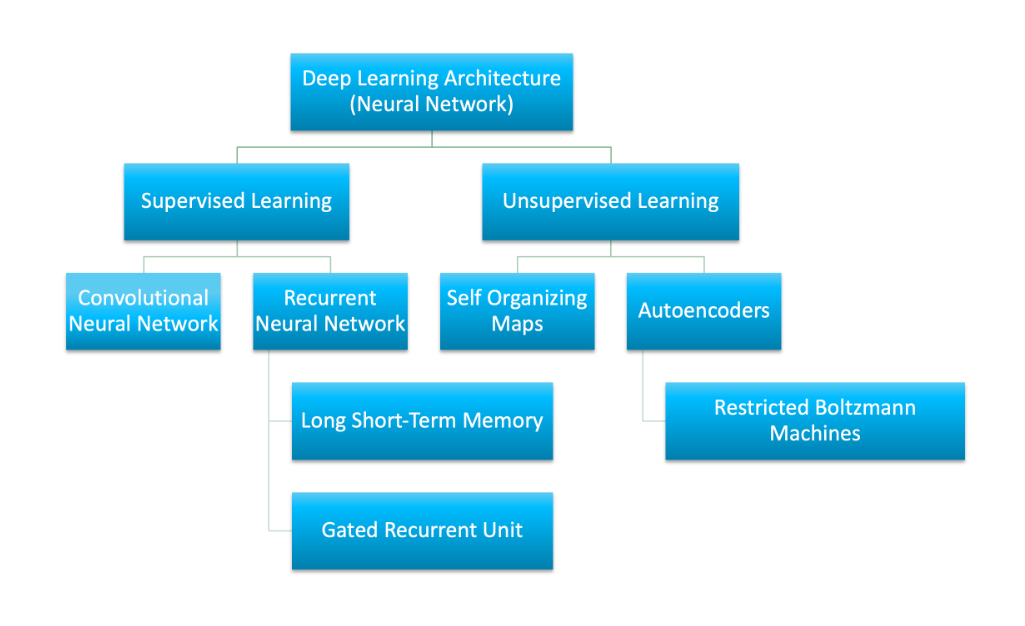 Deep Learning Architecture
(Neural Network)
Supervised Learning
Unsupervised Learning
Convolutional
Neural Network
Recurrent
Neural Network
Self Organizing
Maps
Autoencoders
Long Short-Term Memory
Restricted Boltzmann
Machines
Gated Recurrent Unit